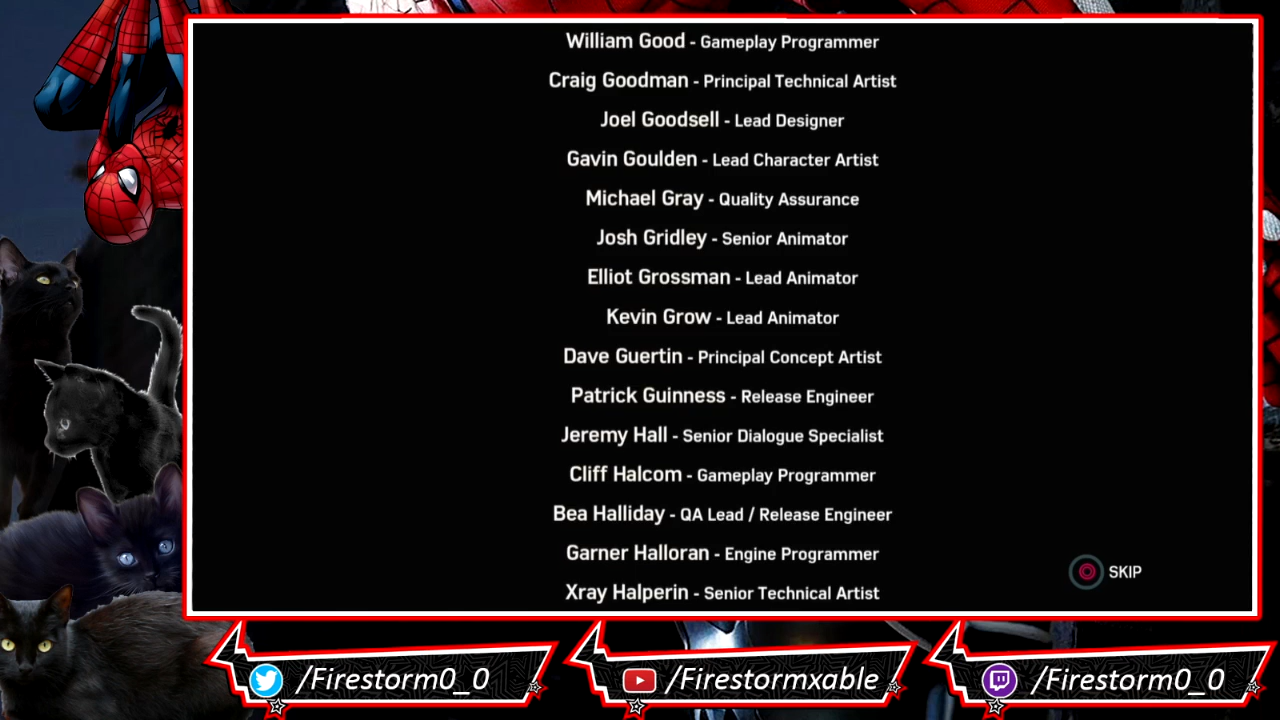 William Good - Gameplay Programmer
Craig Goodman - Principal Technical Artist
Joel Goodsell - Lead Designer
Gavin Goulden - Lead Character Artist
Michael Gray - Quality Assurance
Josh Gridley - Senior Animator
Elliot Grossman - Lead Animator
Kevin Grow - Lead Animator
Dave Guertin - Principal Concept Artist
Patrick Guinness - Release Engineer
Jeremy Hall - Senior Dialogue Specialist
Cliff Halcom - Gameplay Programmer
Bea Halliday - QA Lead / Release Engineer
Garner Halloran - Engine Programmer
SKIP
Xray Halperin - Senior Technical Artist
/Firestorm0_0
/Firestormxable
/Firestorm0_0